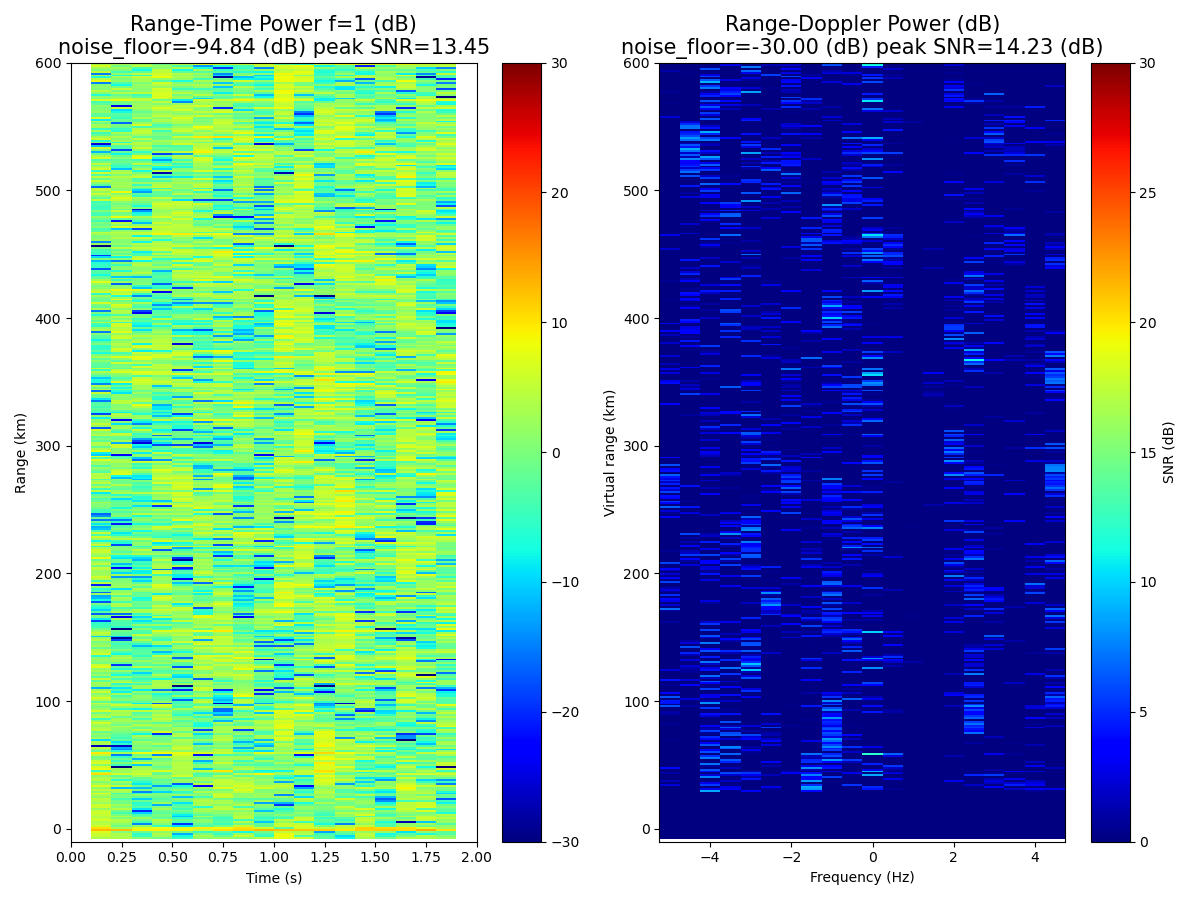 Range-Time Power f=1 (dB)
noise_floor=-94.84 (dB) peak SNR=13.45
600
500
400
300
200
100
0
Range (km)
0.00 0.25 0.50 0.75 1.00 1.25 1.50 1.75 2.00
Time (s)
30
20
10
0
−10
−20
−30
Range-Doppler Power (dB)
noise_floor=-30.00 (dB) peak SNR=14.23 (dB)
600
500
400
300
200
100
0
Virtual range (km)
−4 −2 0 2 4
Frequency (Hz)
30
25
20
15
10
5
0
SNR (dB)